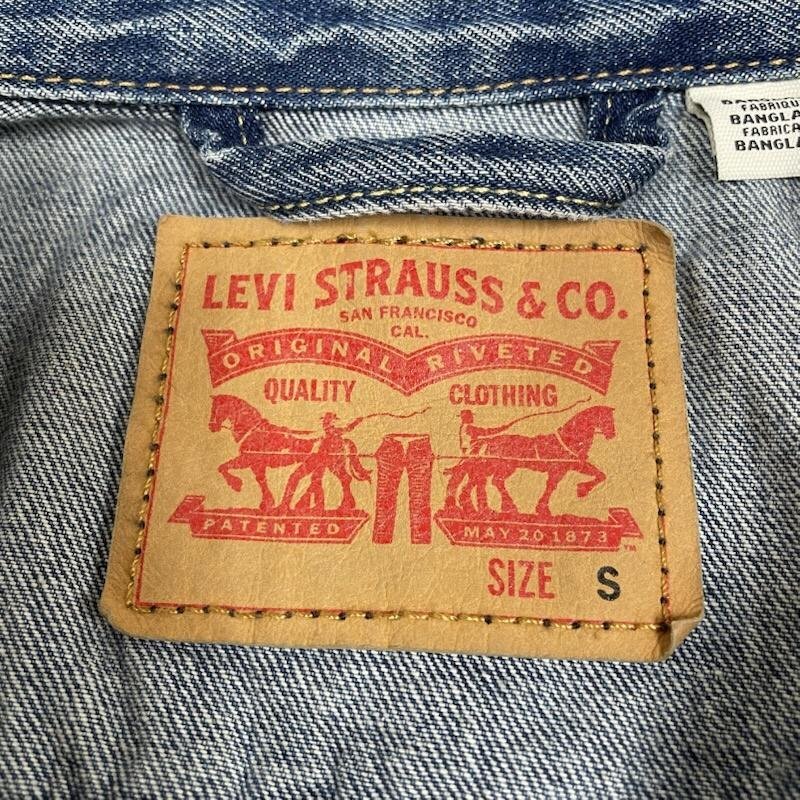 FABRIQU
BANGLA
FABRICA
BANGLA
LEVI STRAUSS & CO.
SAN FRANCISCO
CAL.
ORIGINAL RIVETED
QUALITY CLOTHING
PATENTED MAY 20 1873 ™
SIZE S